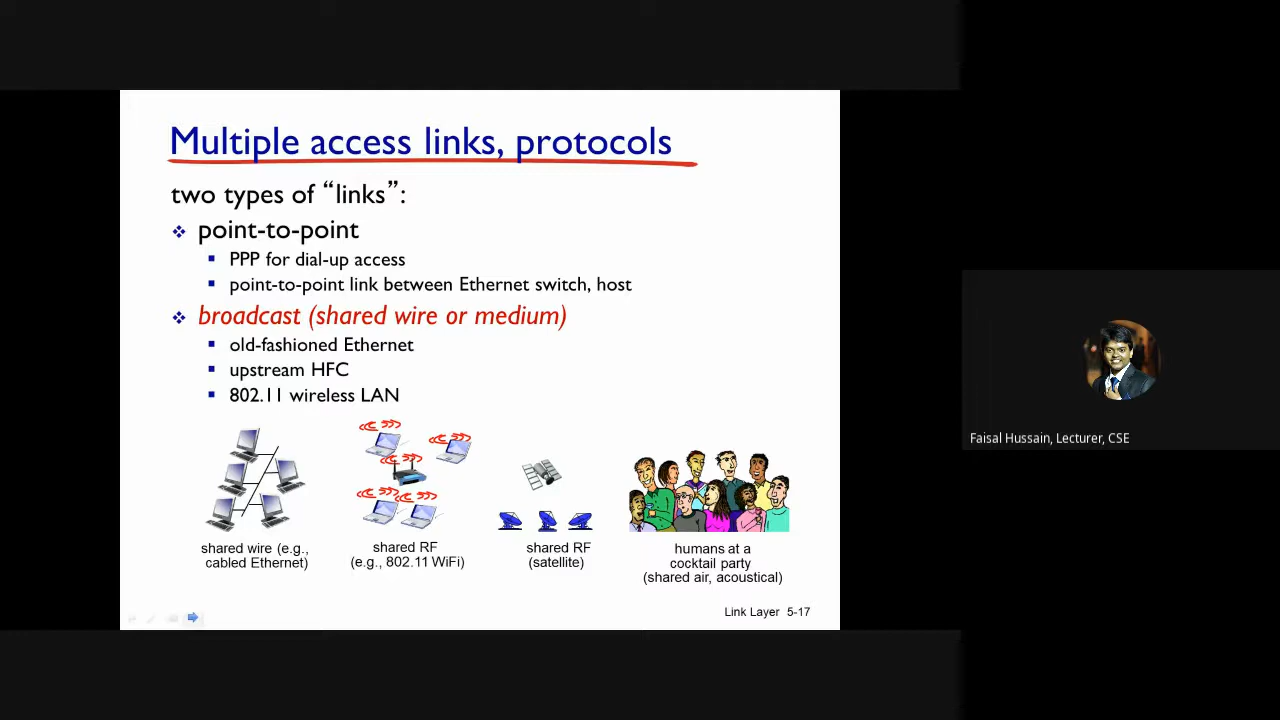 Multiple access links, protocols
two types of “links”:
❖ point-to-point
▪ PPP for dial-up access
▪ point-to-point link between Ethernet switch, host
❖ broadcast (shared wire or medium)
▪ old-fashioned Ethernet
▪ upstream HFC
▪ 802.11 wireless LAN
shared wire (e.g.,
cabled Ethernet)
shared RF
(e.g., 802.11 WiFi)
shared RF
(satellite)
humans at a
cocktail party
(shared air, acoustical)
Link Layer 5-17
Faisal Hussain, Lecturer, CSE